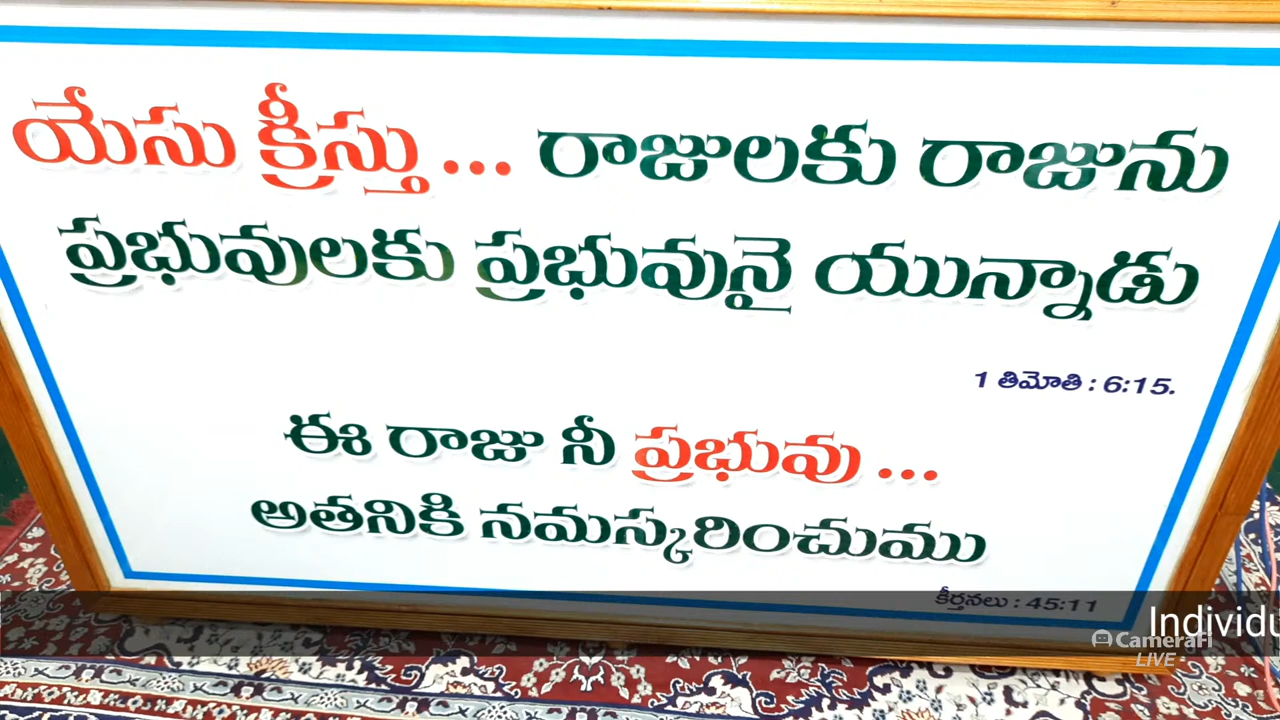 యేసు క్రీస్తు... రాజులకు రాజును
ప్రభువులకు ప్రభువునై యున్నాడు
1 తిమోతి : 6:15.
ఈ రాజు నీ ప్రభువు...
అతనికి నమస్కరించుము
కీర్తనలు : 45:11
Individu
CameraFi
LIVE